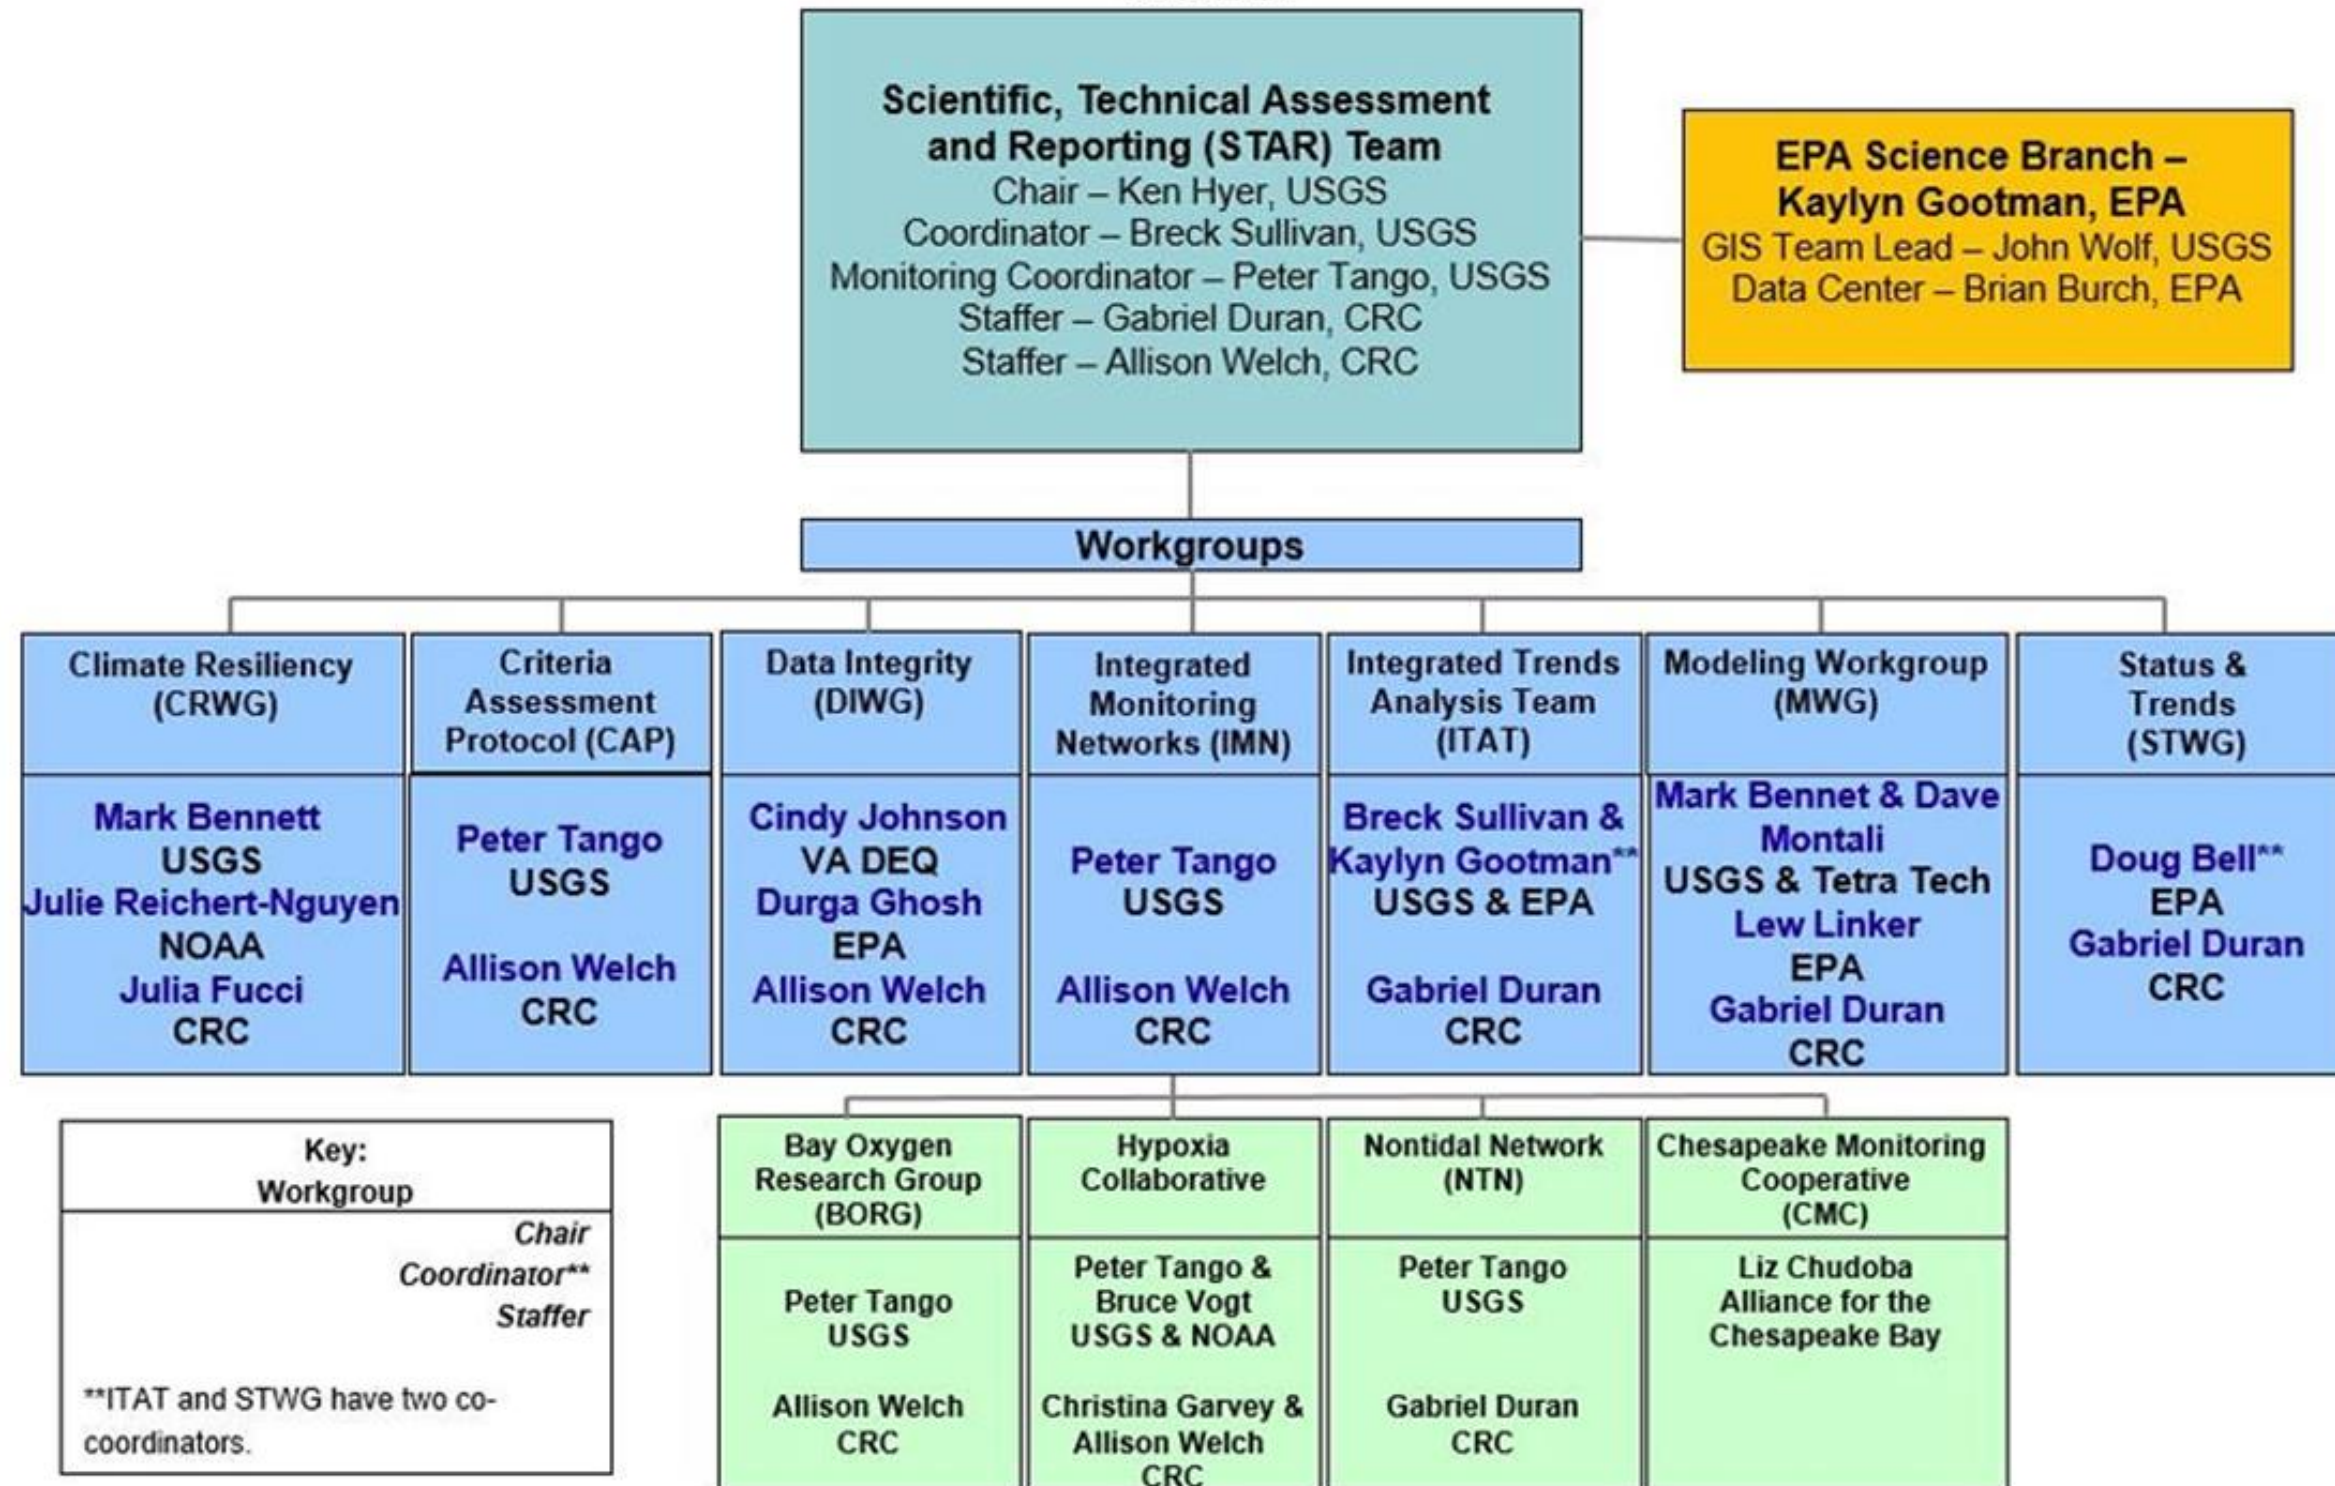 Scientific, Technical Assessment
and Reporting (STAR) Team
Chair – Ken Hyer, USGS
Coordinator – Breck Sullivan, USGS
Monitoring Coordinator – Peter Tango, USGS
Staffer – Gabriel Duran, CRC
Staffer – Allison Welch, CRC
EPA Science Branch –
Kaylyn Gootman, EPA
GIS Team Lead – John Wolf, USGS
Data Center – Brian Burch, EPA
Workgroups
Climate Resiliency
(CRWG)
Mark Bennett
USGS
Julie Reichert-Nguyen
NOAA
Julia Fucci
CRC
Criteria
Assessment
Protocol (CAP)
Peter Tango
USGS
Allison Welch
CRC
Data Integrity
(DIWG)
Cindy Johnson
VA DEQ
Durga Ghosh
EPA
Allison Welch
CRC
Integrated
Monitoring
Networks (IMN)
Peter Tango
USGS
Allison Welch
CRC
Integrated Trends
Analysis Team
(ITAT)
Breck Sullivan &
Kaylyn Gootman**
USGS & EPA
Gabriel Duran
CRC
Modeling Workgroup
(MWG)
Mark Bennet & Dave
Montali
USGS & Tetra Tech
Lew Linker
EPA
Gabriel Duran
CRC
Status &
Trends
(STWG)
Doug Bell**
EPA
Gabriel Duran
CRC
Key:
Workgroup
Chair
Coordinator**
Staffer
**ITAT and STWG have two co-
coordinators.
Bay Oxygen
Research Group
(BORG)
Peter Tango
USGS
Allison Welch
CRC
Hypoxia
Collaborative
Peter Tango &
Bruce Vogt
USGS & NOAA
Christina Garvey &
Allison Welch
CRC
Nontidal Network
(NTN)
Peter Tango
USGS
Gabriel Duran
CRC
Chesapeake Monitoring
Cooperative
(CMC)
Liz Chudoba
Alliance for the
Chesapeake Bay